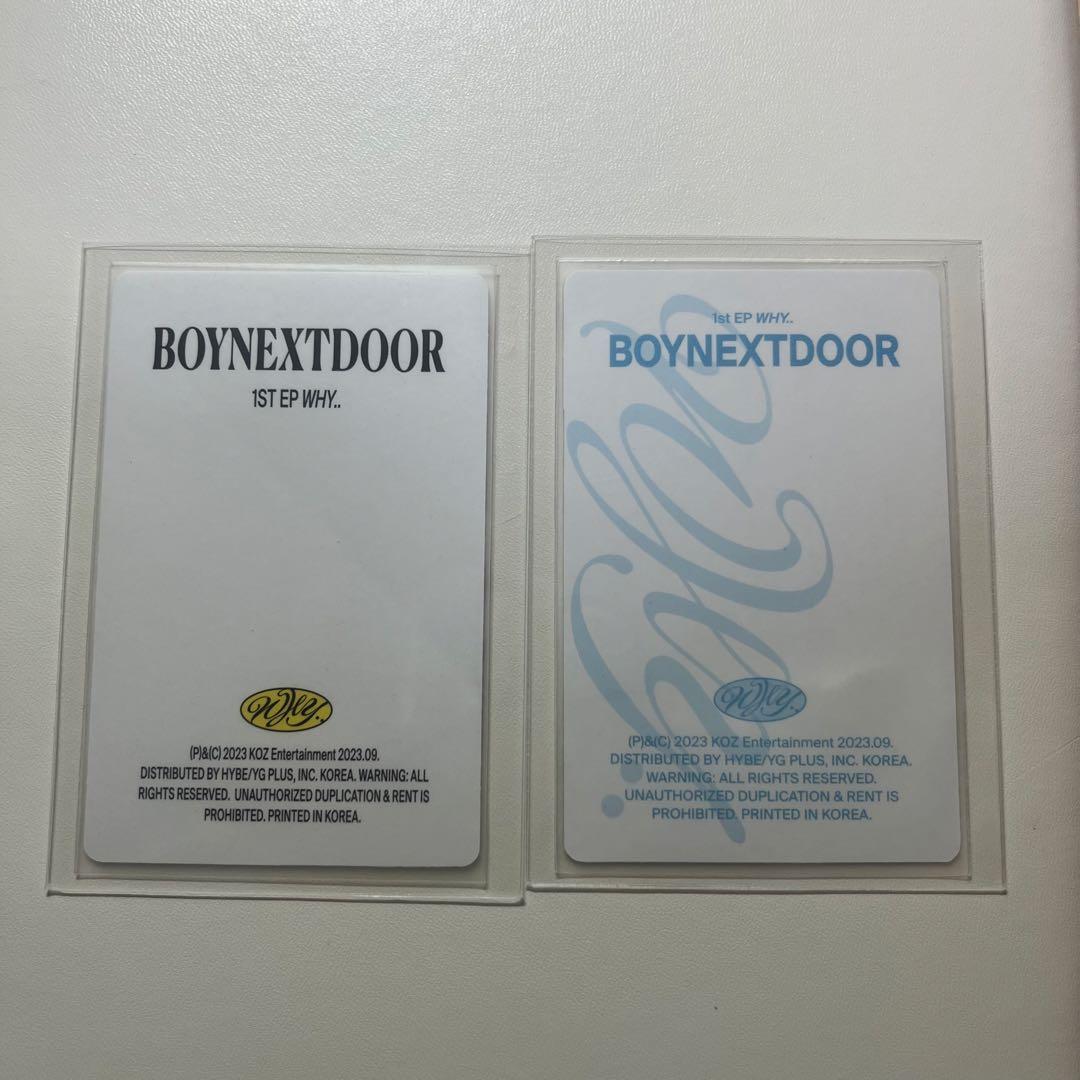 BOYNEXTDOOR
1ST EP WHY..
Why..
(P)&(C) 2023 KOZ Entertainment 2023.09.
DISTRIBUTED BY HYBE/YG PLUS, INC. KOREA. WARNING: ALL
RIGHTS RESERVED. UNAUTHORIZED DUPLICATION & RENT IS
PROHIBITED. PRINTED IN KOREA.
1st EP WHY..
BOYNEXTDOOR
Why..
Why..
(P)&(C) 2023 KOZ Entertainment 2023.09.
DISTRIBUTED BY HYBE/YG PLUS, INC. KOREA.
WARNING: ALL RIGHTS RESERVED.
UNAUTHORIZED DUPLICATION & RENT IS
PROHIBITED. PRINTED IN KOREA.